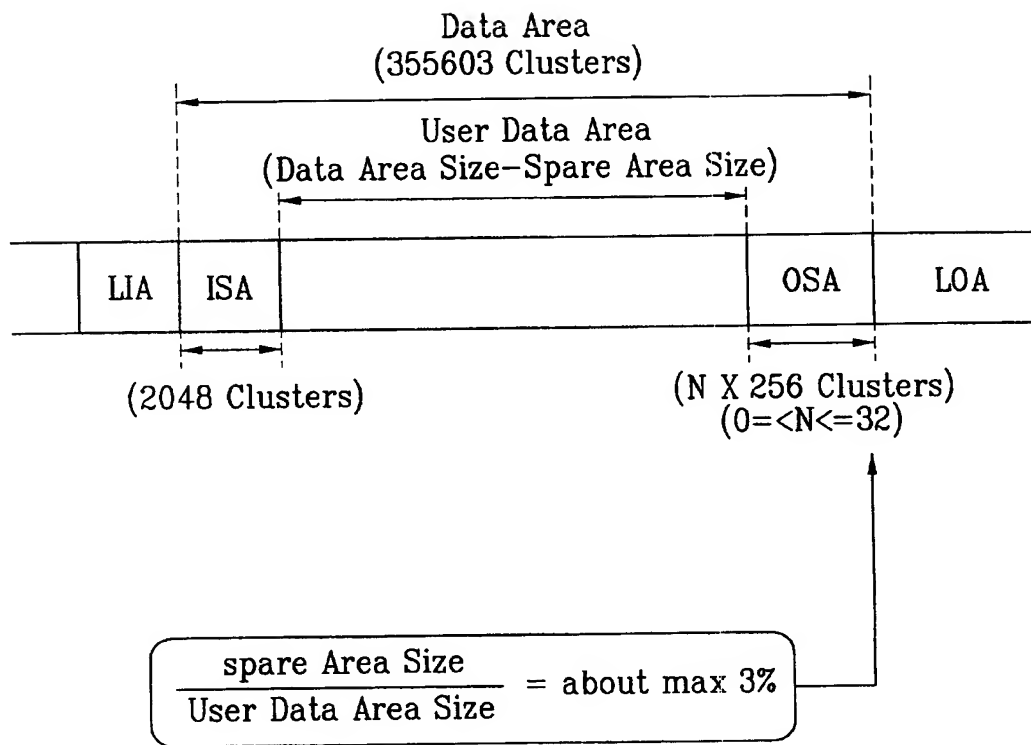 Data Area
(355603 Clusters)
User Data Area
(Data Area Size-Spare Area Size)
LIA
ISA
OSA
LOA
(2048 Clusters)
(N X 256 Clusters)
(0=<N<=32)
spare Area Size
User Data Area Size
= about max 3%